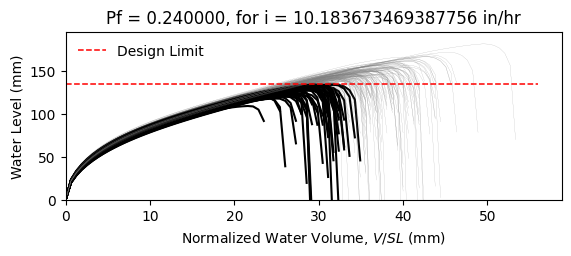 Pf = 0.240000, for i = 10.183673469387756 in/hr
Design Limit
Water Level (mm)
150
100
50
0
0 10 20 30 40 50
Normalized Water Volume, V/SL (mm)